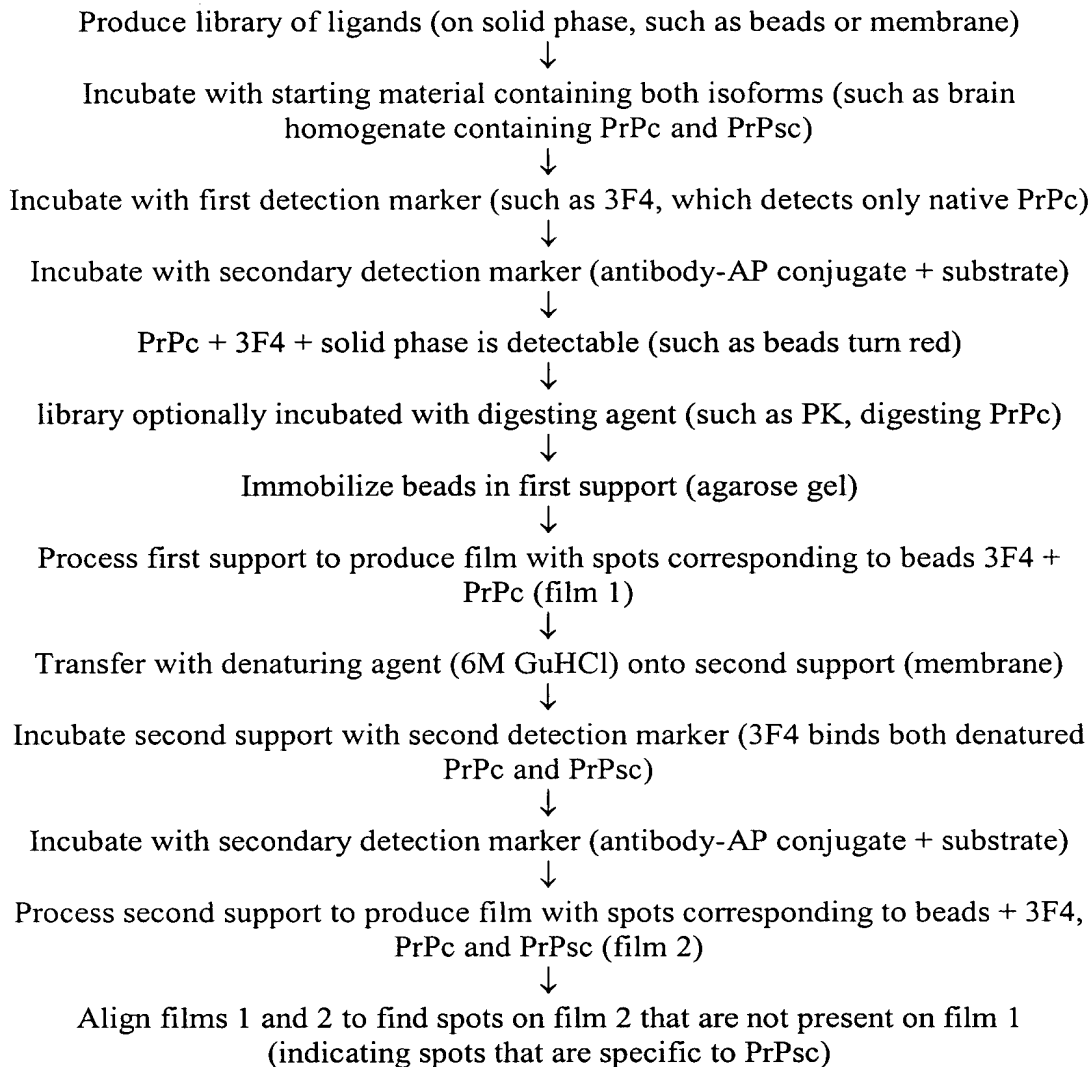 Produce library of ligands (on solid phase, such as beads or membrane)
↓
Incubate with starting material containing both isoforms (such as brain
homogenate containing PrPc and PrPsc)
↓
Incubate with first detection marker (such as 3F4, which detects only native PrPc)
↓
Incubate with secondary detection marker (antibody-AP conjugate + substrate)
↓
PrPc + 3F4 + solid phase is detectable (such as beads turn red)
↓
library optionally incubated with digesting agent (such as PK, digesting PrPc)
↓
Immobilize beads in first support (agarose gel)
↓
Process first support to produce film with spots corresponding to beads 3F4 +
PrPc (film 1)
↓
Transfer with denaturing agent (6M GuHCl) onto second support (membrane)
↓
Incubate second support with second detection marker (3F4 binds both denatured
PrPc and PrPsc)
↓
Incubate with secondary detection marker (antibody-AP conjugate + substrate)
↓
Process second support to produce film with spots corresponding to beads + 3F4,
PrPc and PrPsc (film 2)
↓
Align films 1 and 2 to find spots on film 2 that are not present on film 1
(indicating spots that are specific to PrPsc)